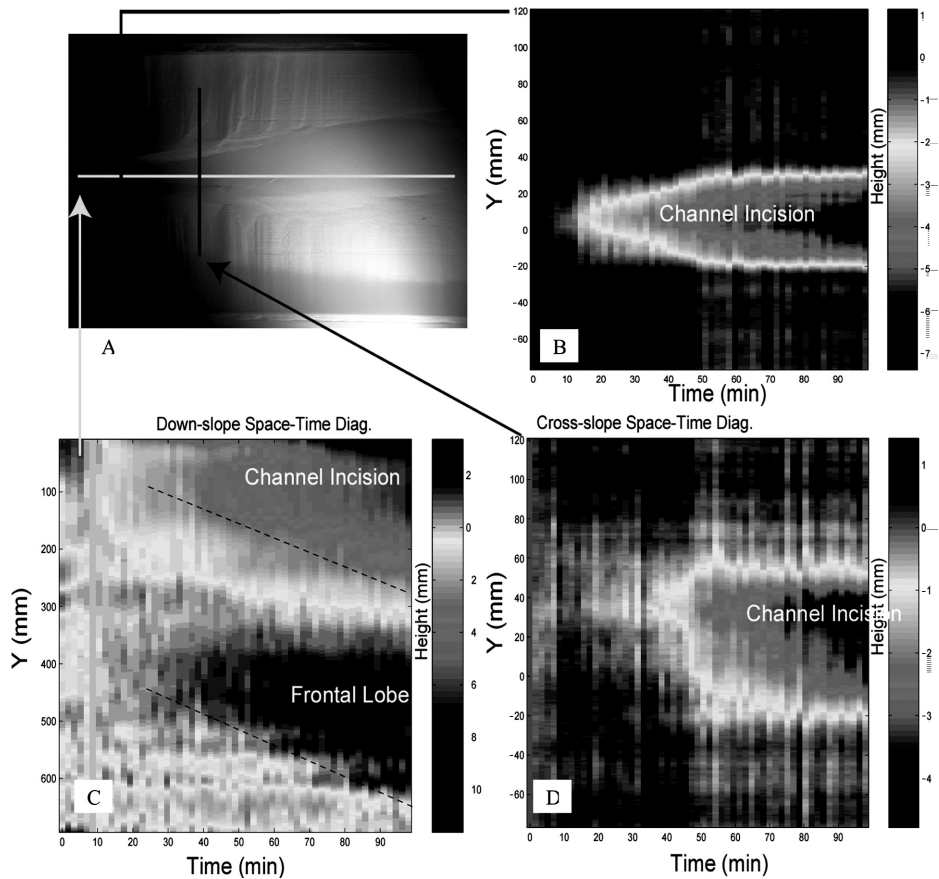 A
120
100
80
60
40
20
0
-20
-40
-60
Y (mm)
Channel Incision
B
0 10 20 30 40 50 60 70 80 90
Time (min)
1
0
-1
-2
-3
-4
-5
-6
-7
Height (mm)
Down-slope Space-Time Diag.
100
200
300
400
500
600
Y (mm)
Channel Incision
Frontal Lobe
C
0 10 20 30 40 50 60 70 80 90
Time (min)
2
0
2
4
6
8
10
Height (mm)
Cross-slope Space-Time Diag.
120
100
80
60
40
20
0
-20
-40
-60
Y (mm)
Channel Incision
D
0 10 20 30 40 50 60 70 80 90
Time (min)
1
0
-1
-2
-3
-4
Height (mm)